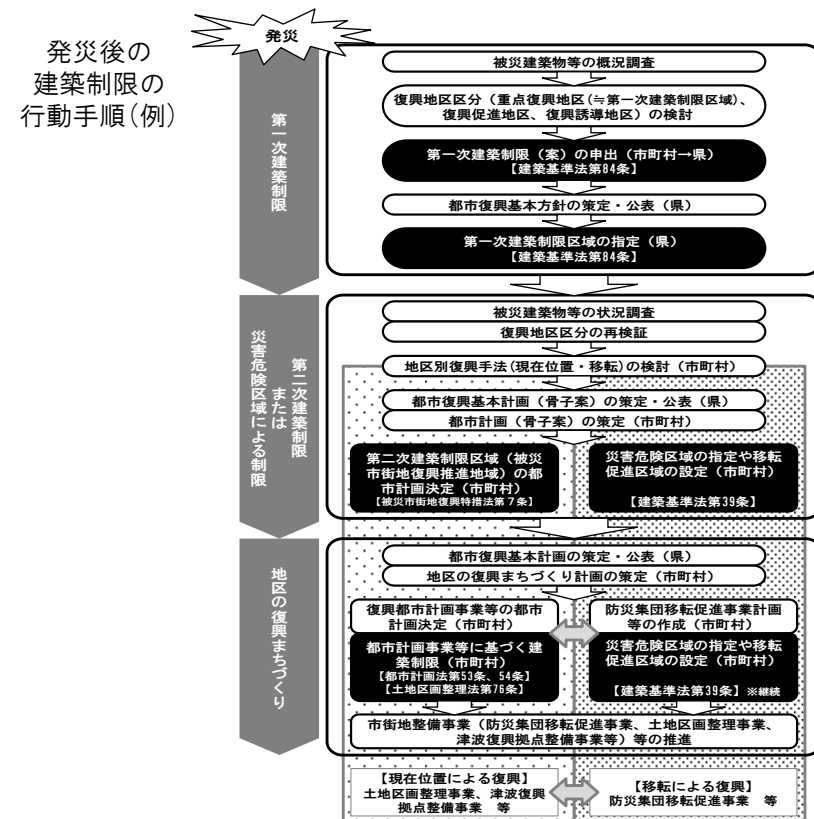 発災後の
建築制限の
行動手順（例）
発災
第一次建築制限
被災建築物等の概況調査
復興地区区分（重点復興地区（≒第一次建築制限区域）、
復興促進地区、復興誘導地区）の検討
第一次建築制限（案）の申出（市町村→県）
【建築基準法第84条】
都市復興基本方針の策定・公表（県）
第一次建築制限区域の指定（県）
【建築基準法第84条】
第二次建築制限
または
災害危険区域による制限
被災建築物等の状況調査
復興地区区分の再検証
地区別復興手法（現在位置・移転）の検討（市町村）
都市復興基本計画（骨子案）の策定・公表（県）
都市計画（骨子案）の策定（市町村）
第二次建築制限区域（被災
市街地復興推進地域）の都
市計画決定（市町村）
【被災市街地復興特措法第７条】
災害危険区域の指定や移転
促進区域の設定（市町村）
【建築基準法第39条】
地区の復興まちづくり
都市復興基本計画の策定・公表（県）
地区の復興まちづくり計画の策定（市町村）
復興都市計画事業等の都市
計画決定（市町村）
都市計画事業等に基づく建
築制限（市町村）
【都市計画法第53条、54条】
【土地区画整理法第76条】
防災集団移転促進事業計画
等の作成（市町村）
災害危険区域の指定や移転
促進区域の設定（市町村）
【建築基準法第39条】※継続
市街地整備事業（防災集団移転促進事業、土地区画整理事業、
津波復興拠点整備事業等）等の推進
【現在位置による復興】
土地区画整理事業、津波復興
拠点整備事業　等
【移転による復興】
防災集団移転促進事業　等